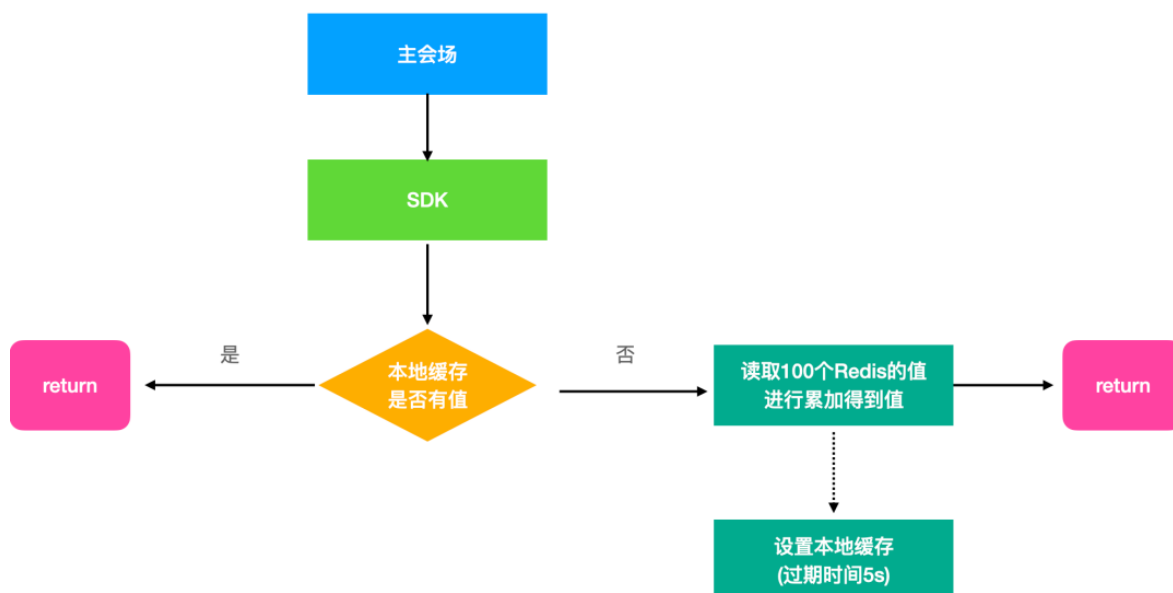 主会场
SDK
是
否
return
本地缓存
是否有值
读取100个Redis的值
进行累加得到值
return
设置本地缓存
(过期时间5s)